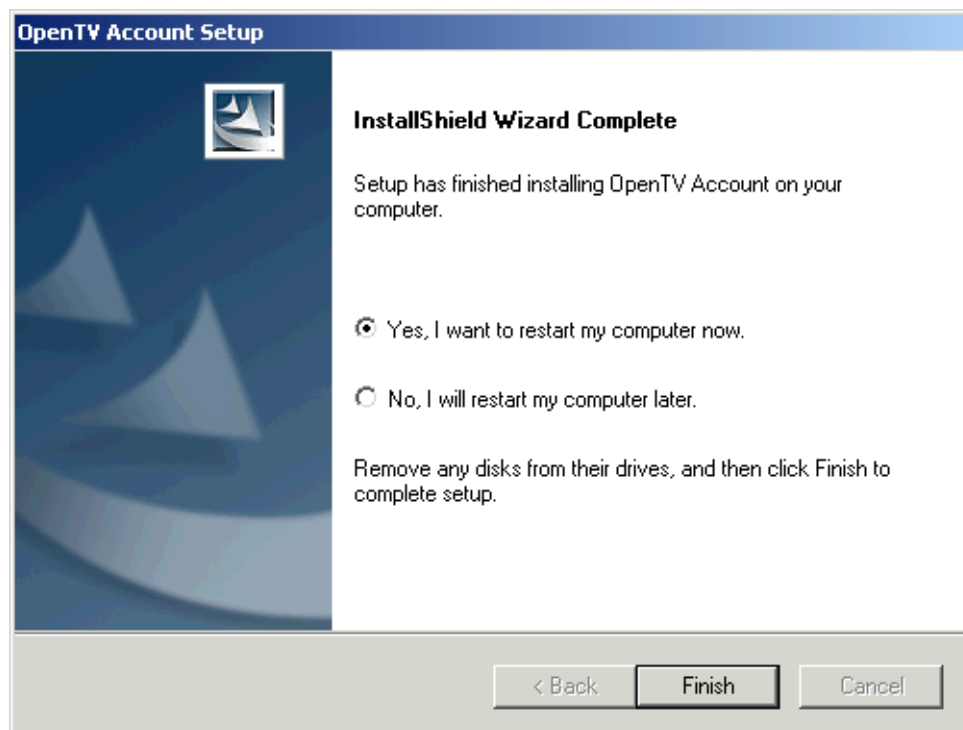 OpenTV Account Setup
InstallShield Wizard Complete
Setup has finished installing OpenTV Account on your
computer.
Yes, I want to restart my computer now.
No, I will restart my computer later.
Remove any disks from their drives, and then click Finish to
complete setup.
< Back Finish Cancel